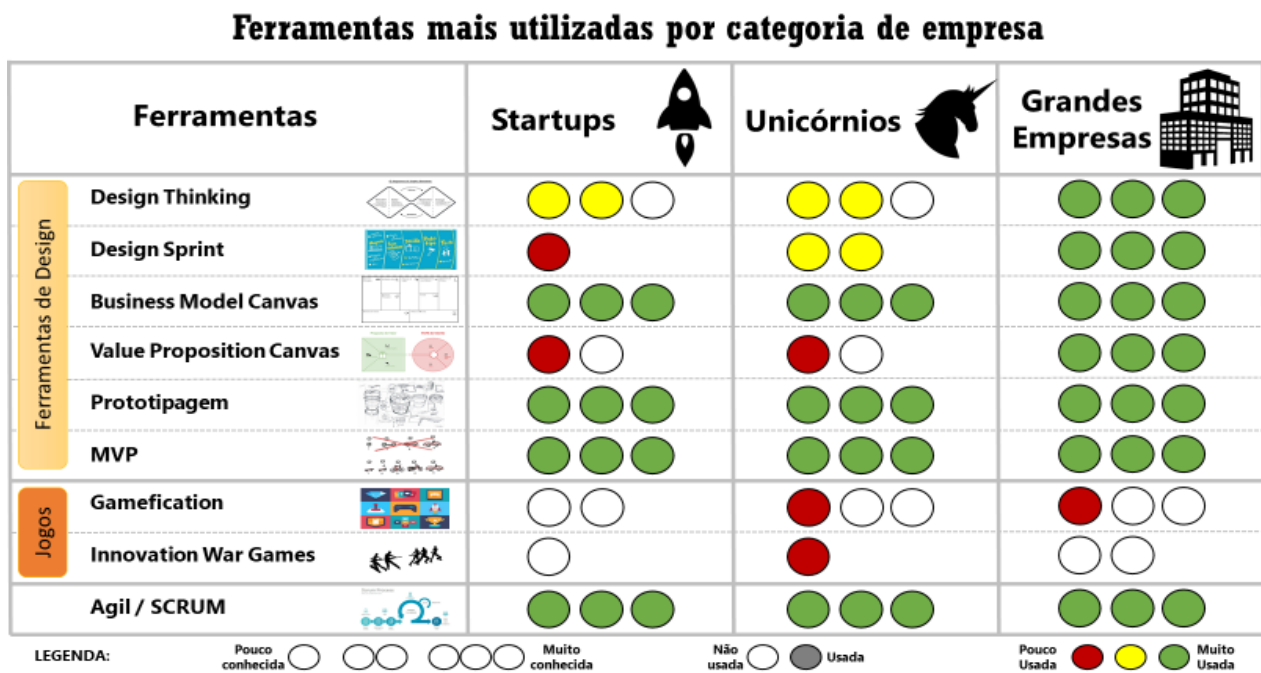 Ferramentas mais utilizadas por categoria de empresa
Ferramentas
Startups
Unicórnios
Grandes
Empresas
Ferramentas de Design
Design Thinking
Design Sprint
Business Model Canvas
Value Proposition Canvas
Prototipagem
MVP
Jogos
Gamefication
Innovation War Games
Agil / SCRUM
LEGENDA:
Pouco
conhecida
Muito
conhecida
Não
usada
Usada
Pouco
Usada
Muito
Usada